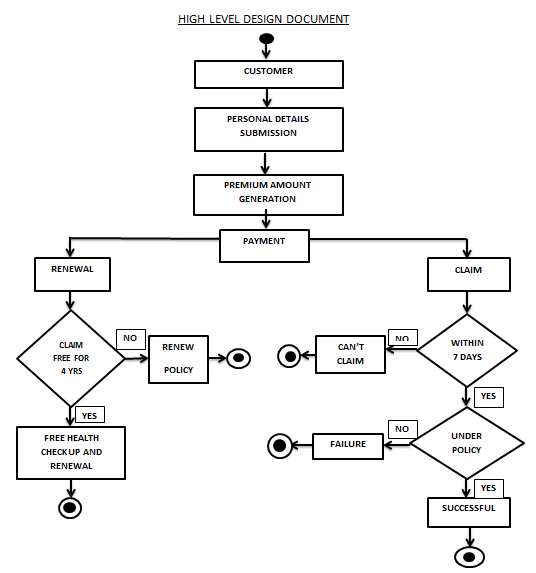 HIGH LEVEL DESIGN DOCUMENT
CUSTOMER
PERSONAL DETAILS
SUBMISSION
PREMIUM AMOUNT
GENERATION
PAYMENT
RENEWAL
CLAIM
CLAIM
FREE FOR
4 YRS
NO
RENEW
POLICY
YES
FREE HEALTH
CHECKUP AND
RENEWAL
WITHIN
7 DAYS
NO
CAN'T
CLAIM
YES
UNDER
POLICY
NO
FAILURE
YES
SUCCESSFUL